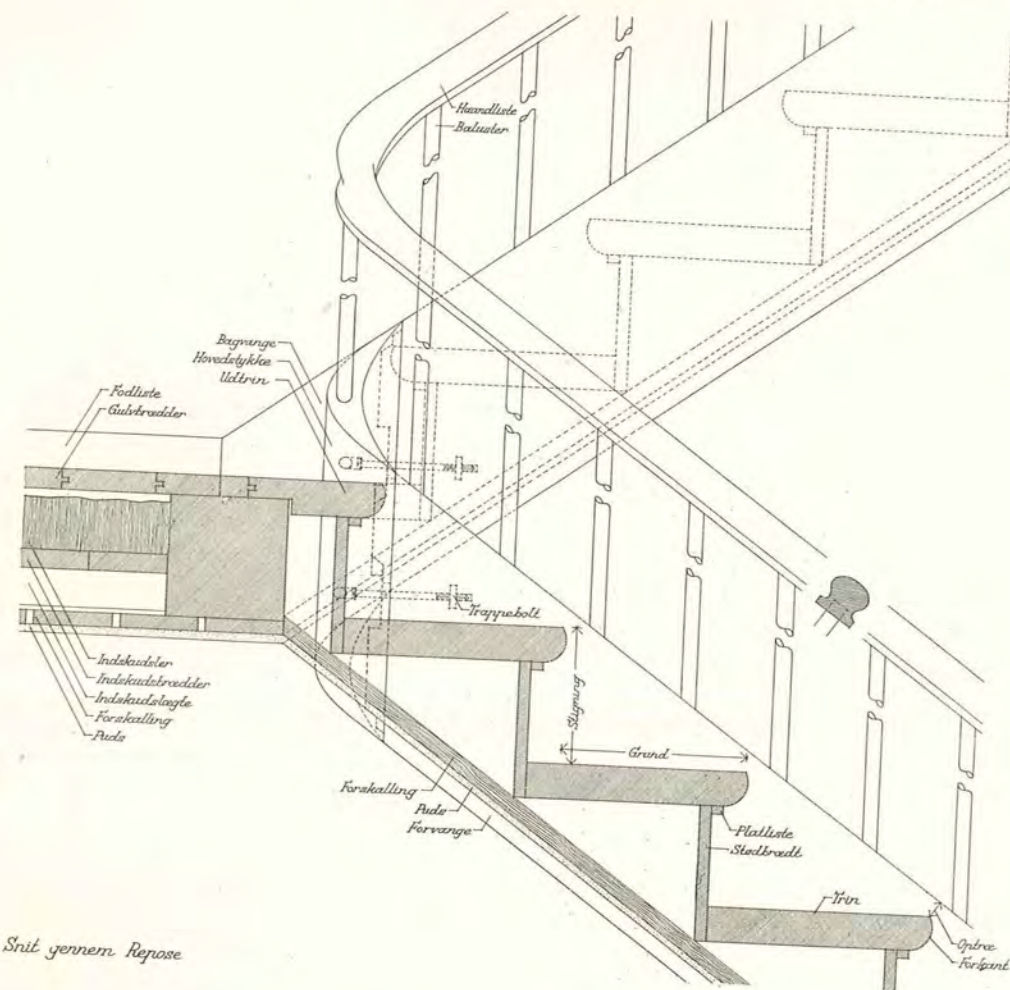 Haandliste
Baluster
Bagvange
Hovedstykke
Udtrin
Fodliste
Gulvbrædder
Trappebolt
Indskudsler
Indskudsbrædder
Indskudslægte
Forskalling
Puds
Stigning
Grund
Forskalling
Puds
Forvange
Platliste
Stødbrædt
Trin
Optræ
Forkant
Snit gennem Repose